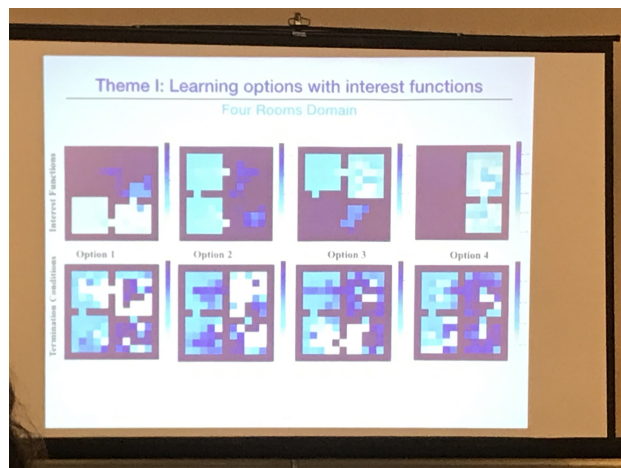 Theme I: Learning options with interest functions
Four Rooms Domain
Interest Functions
Option 1
Option 2
Option 3
Option 4
Termination Conditions